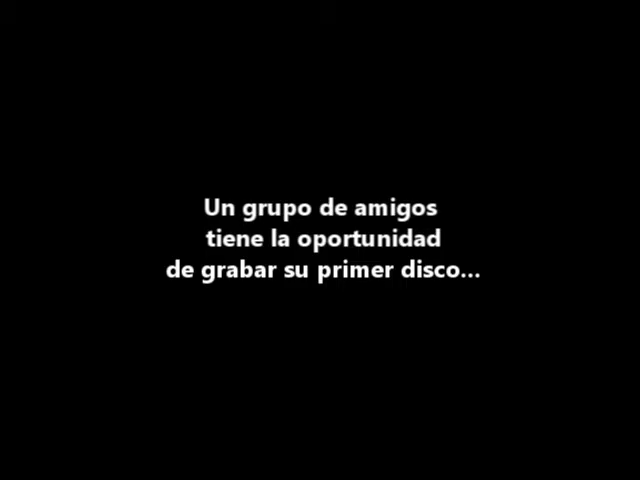 Un grupo de amigos
tiene la oportunidad
de grabar su primer disco...